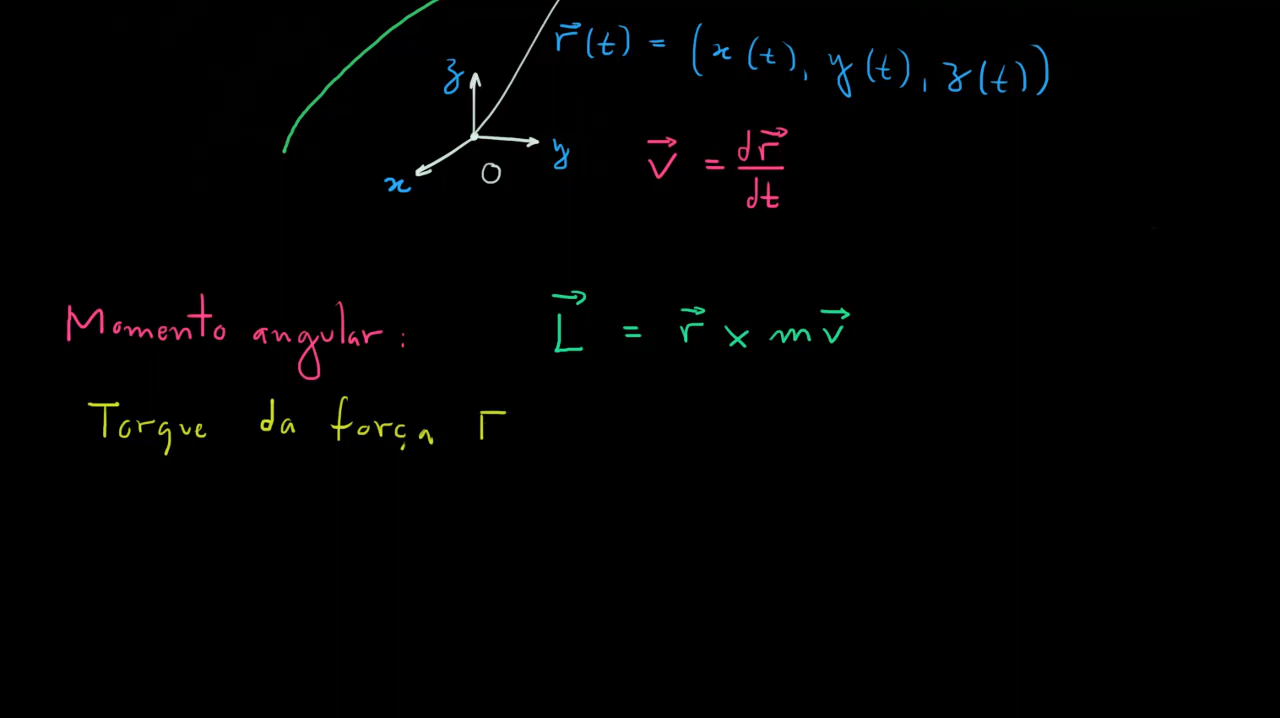 r⃗(t) = (x(t), y(t), z(t))
z
y
x
O
v⃗ = dr⃗/dt
Momento angular: L⃗ = r⃗ × mv⃗
Torque da força